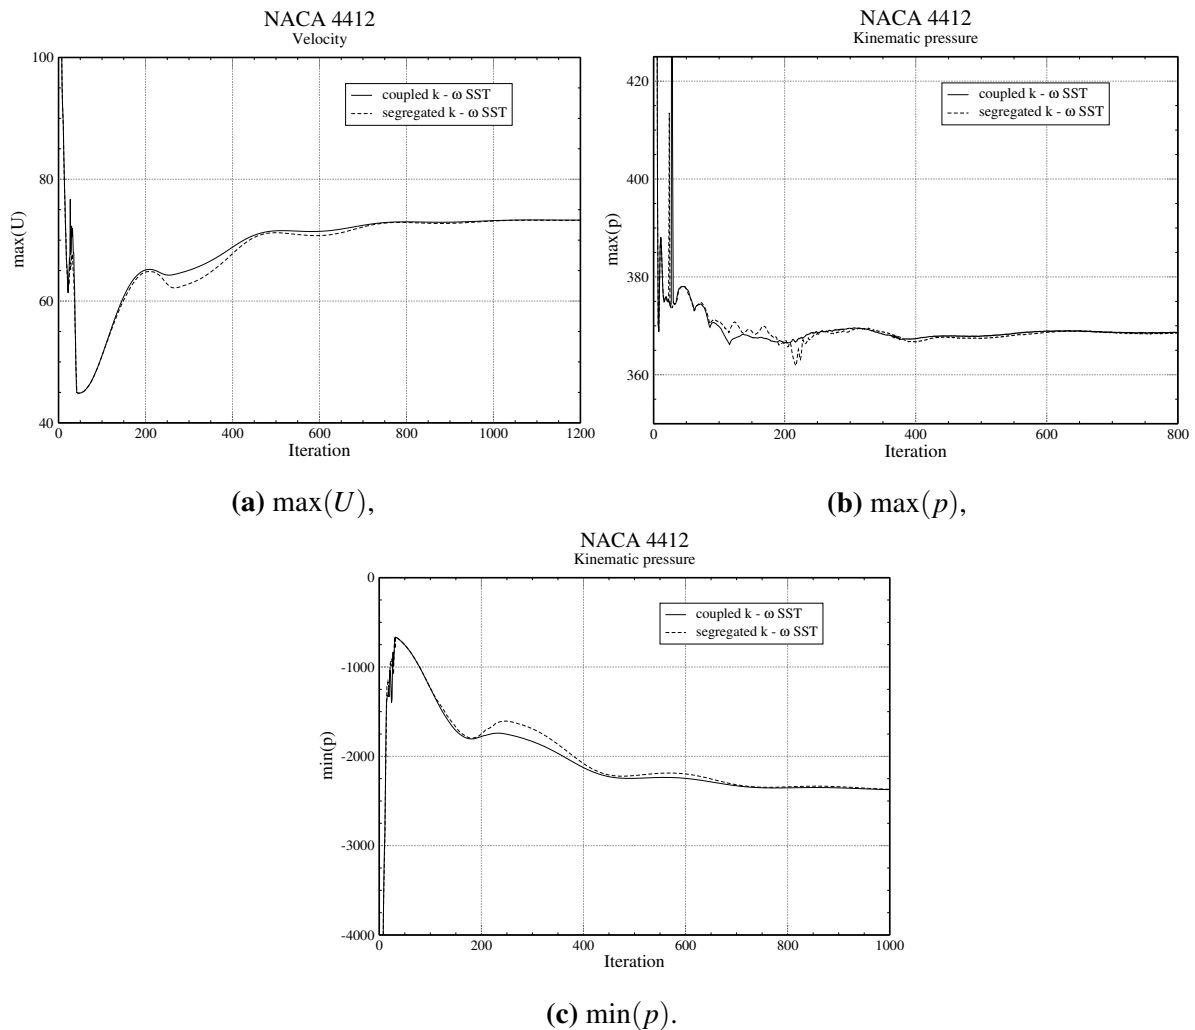 NACA 4412
Velocity
100
80
60
40
max(U)
coupled k - ω SST
segregated k - ω SST
0 200 400 600 800 1000 1200
Iteration
(a) max(U),
NACA 4412
Kinematic pressure
420
400
380
360
max(p)
coupled k - ω SST
segregated k - ω SST
0 200 400 600 800
Iteration
(b) max(p),
NACA 4412
Kinematic pressure
0
-1000
-2000
-3000
-4000
min(p)
coupled k - ω SST
segregated k - ω SST
0 200 400 600 800 1000
Iteration
(c) min(p).